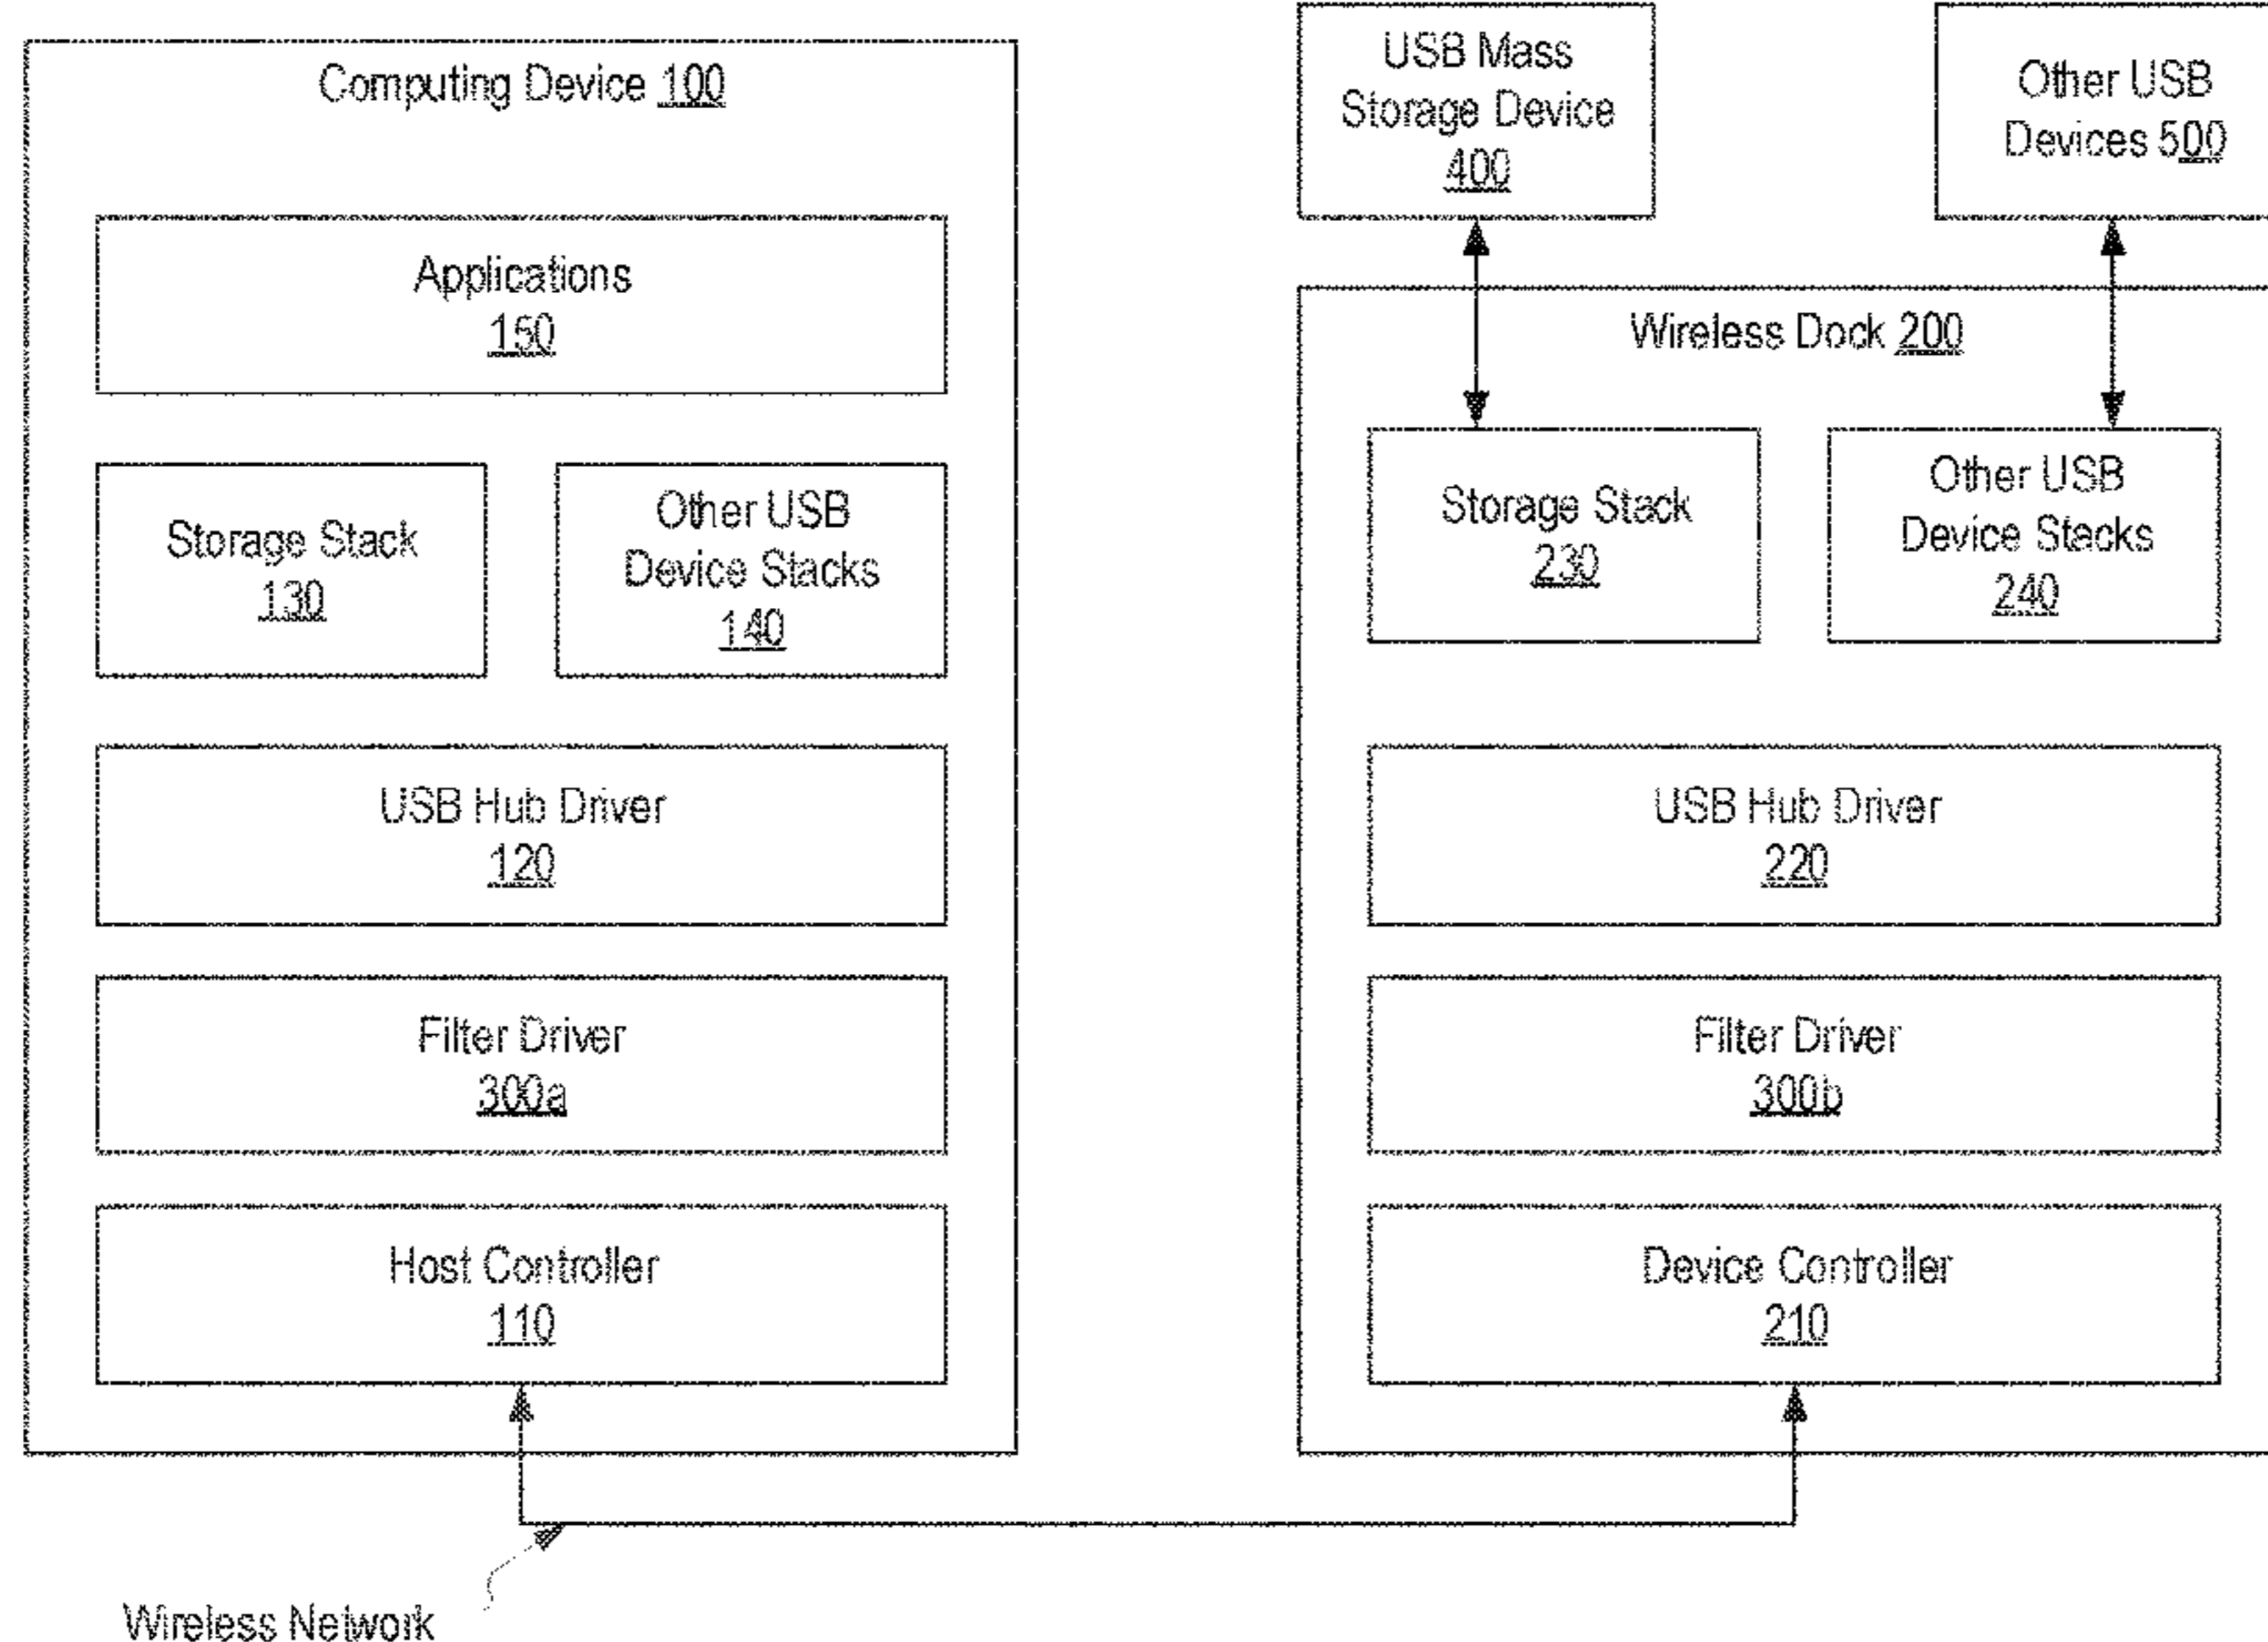 Computing Device 100
Applications
150
Storage Stack
130
Other USB
Device Stacks
140
USB Hub Driver
120
Filter Driver
300a
Host Controller
110
Wireless Network
USB Mass
Storage Device
400
Other USB
Devices 500
Wireless Dock 200
Storage Stack
230
Other USB
Device Stacks
240
USB Hub Driver
220
Filter Driver
300b
Device Controller
210